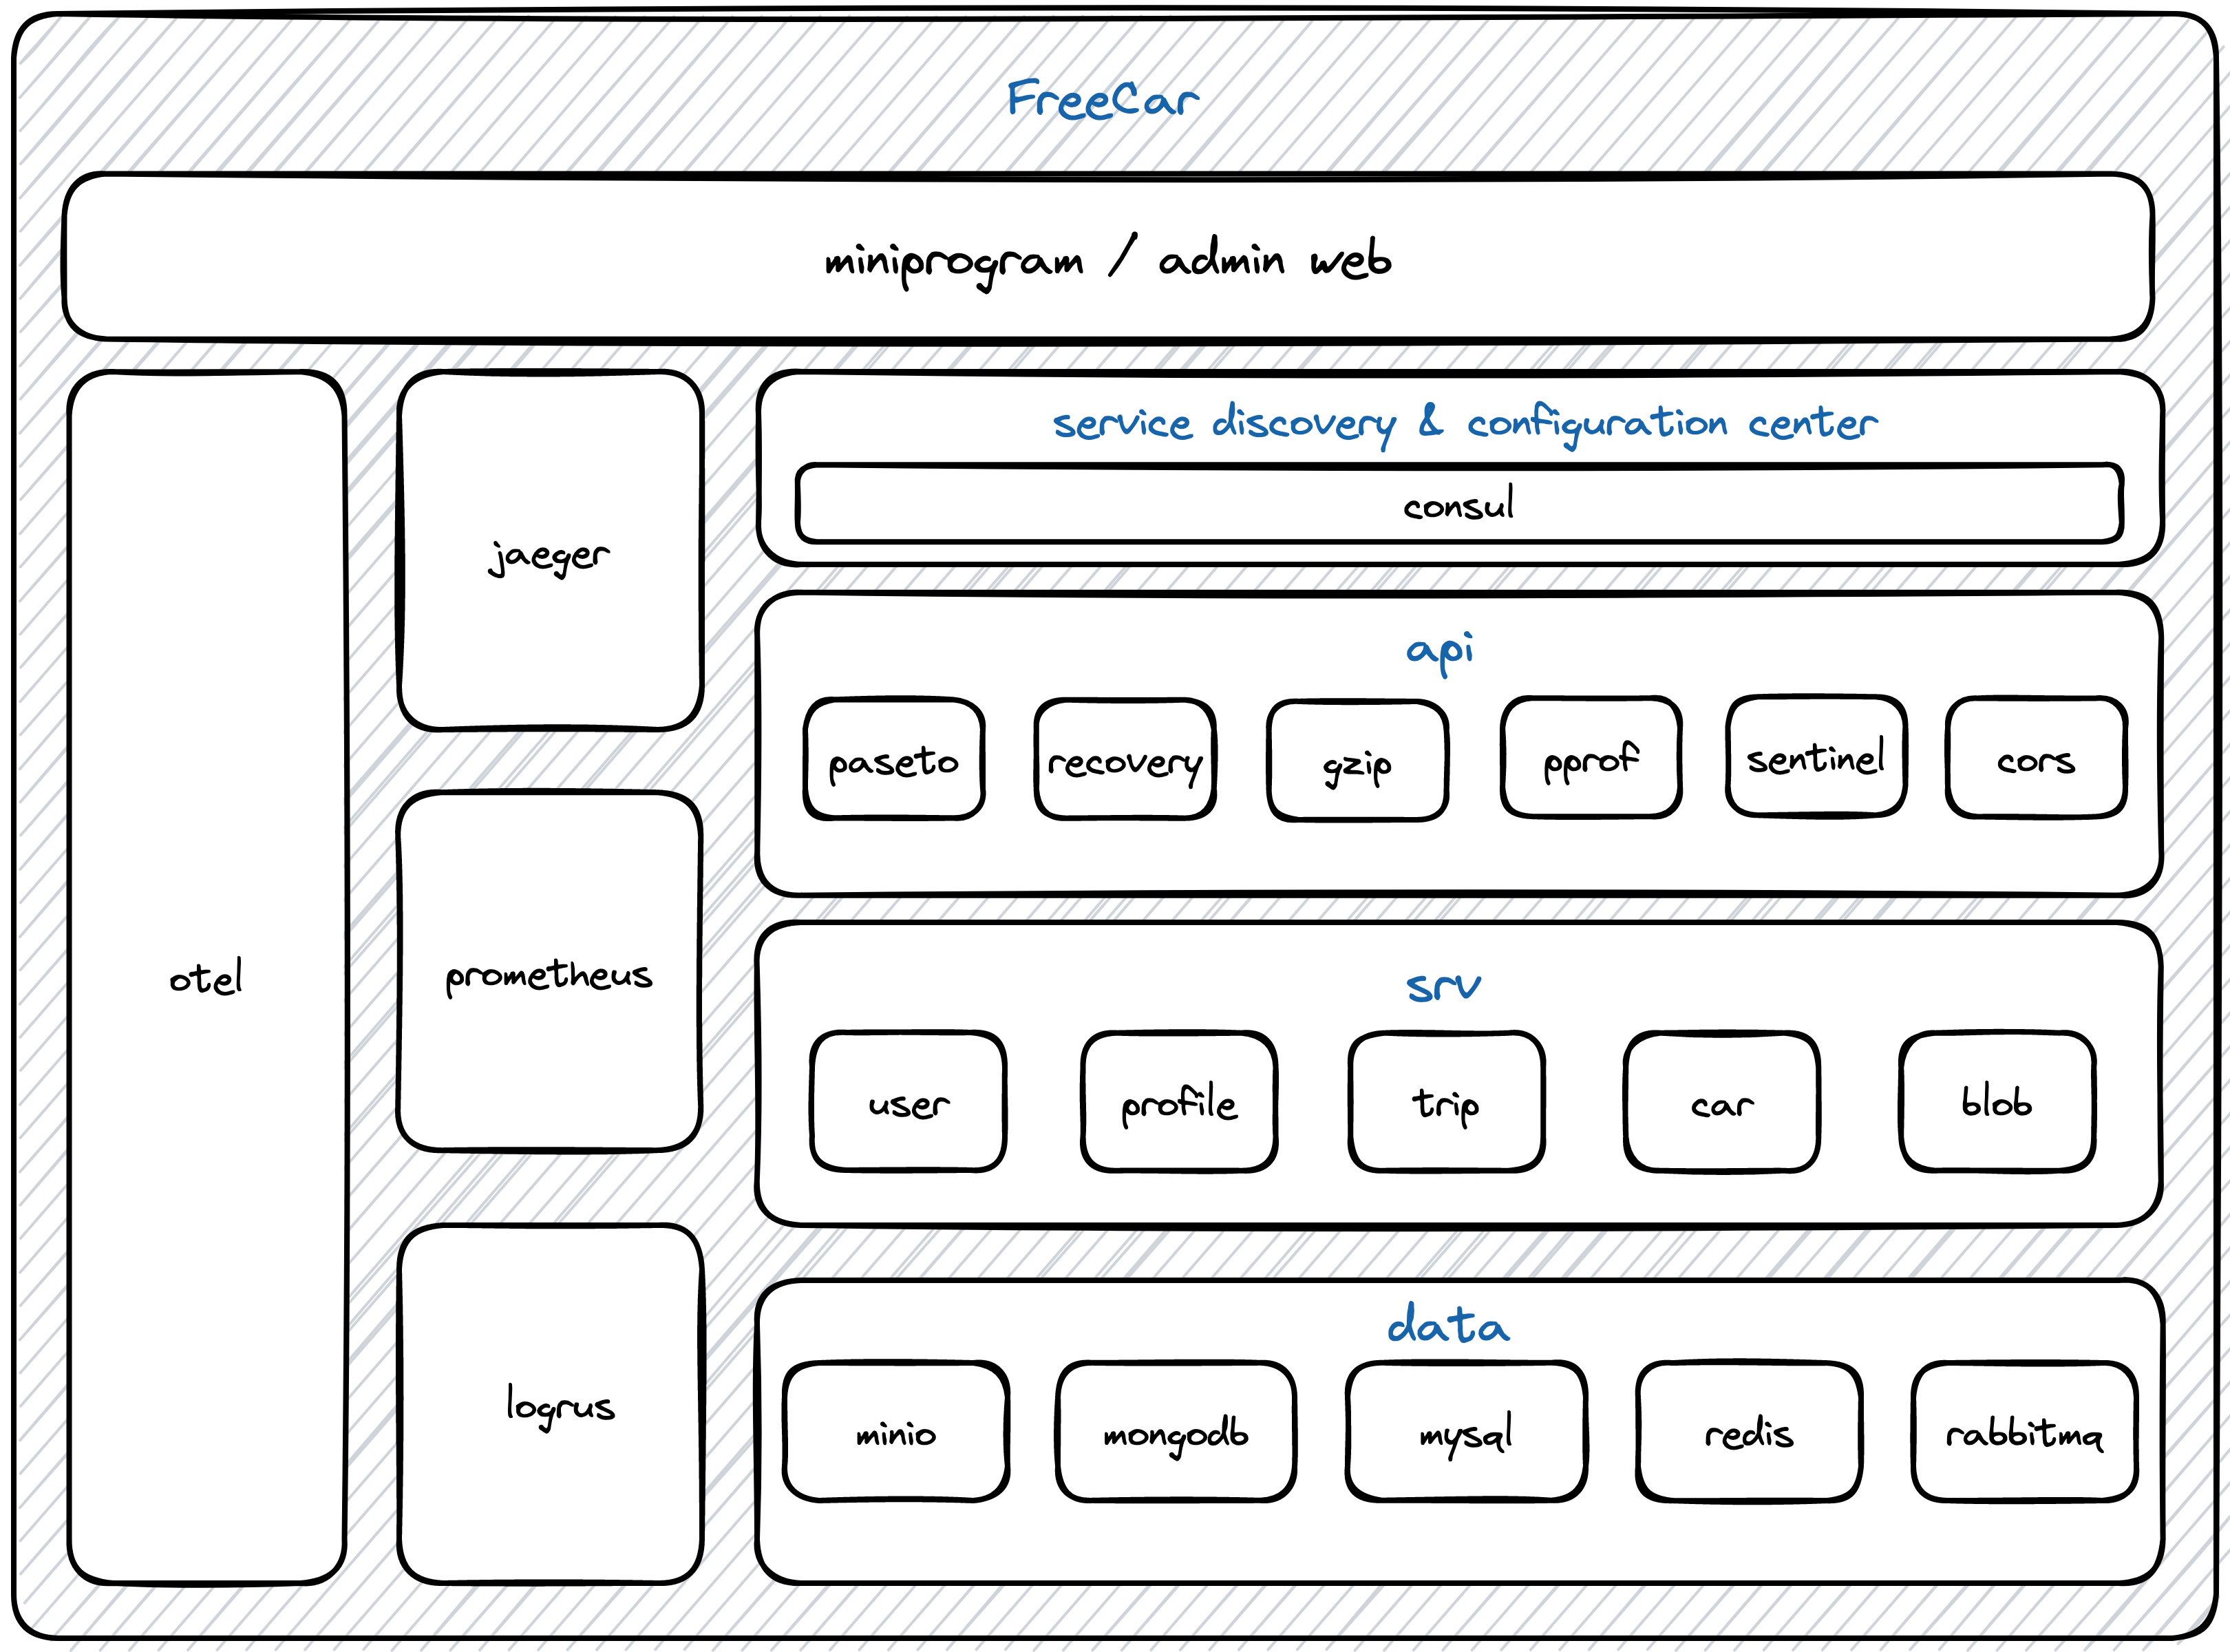 FreeCar
miniprogram / admin web
otel
jaeger
prometheus
logrus
service discovery & configuration center
consul
api
paseto
recovery
gzip
pprof
sentinel
cors
srv
user
profile
trip
car
blob
data
minio
mongodb
mysql
redis
rabbitmq